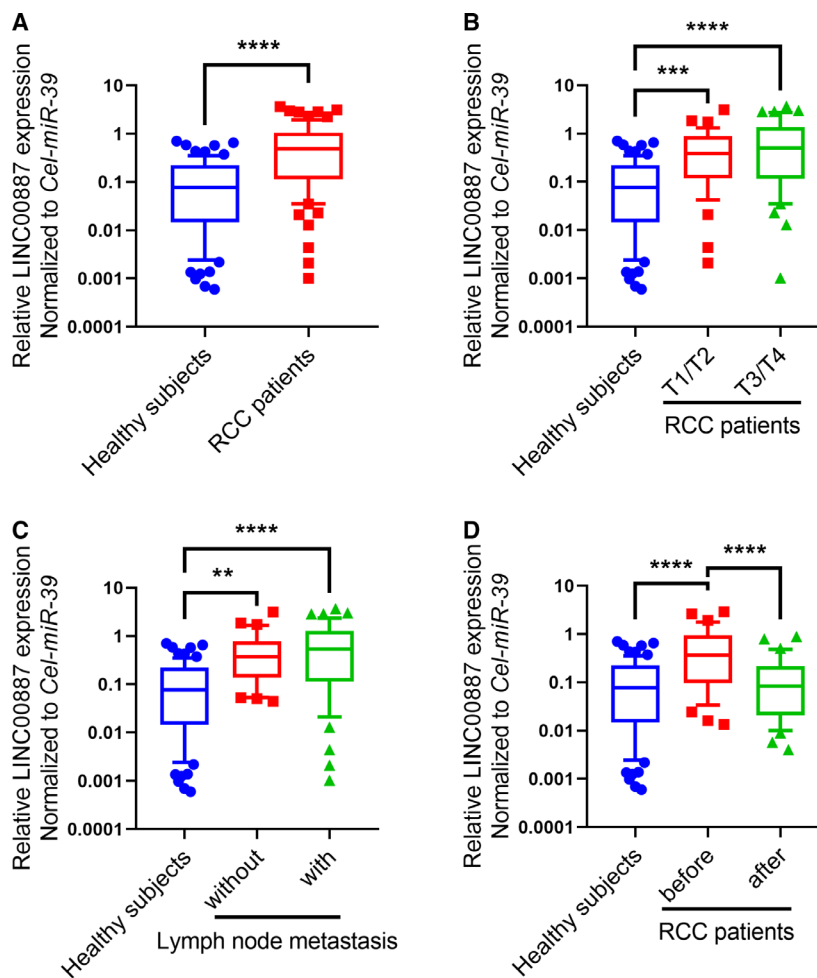 A
Relative LINC00887 expression
Normalized to Cel-miR-39
****
10
1
0.1
0.01
0.001
0.0001
Healthy subjects
RCC patients
B
Relative LINC00887 expression
Normalized to Cel-miR-39
****
***
10
1
0.1
0.01
0.001
0.0001
Healthy subjects
T1/T2
T3/T4
RCC patients
C
Relative LINC00887 expression
Normalized to Cel-miR-39
****
**
10
1
0.1
0.01
0.001
0.0001
Healthy subjects
without
with
Lymph node metastasis
D
Relative LINC00887 expression
Normalized to Cel-miR-39
**** ****
10
1
0.1
0.01
0.001
0.0001
Healthy subjects
before
after
RCC patients